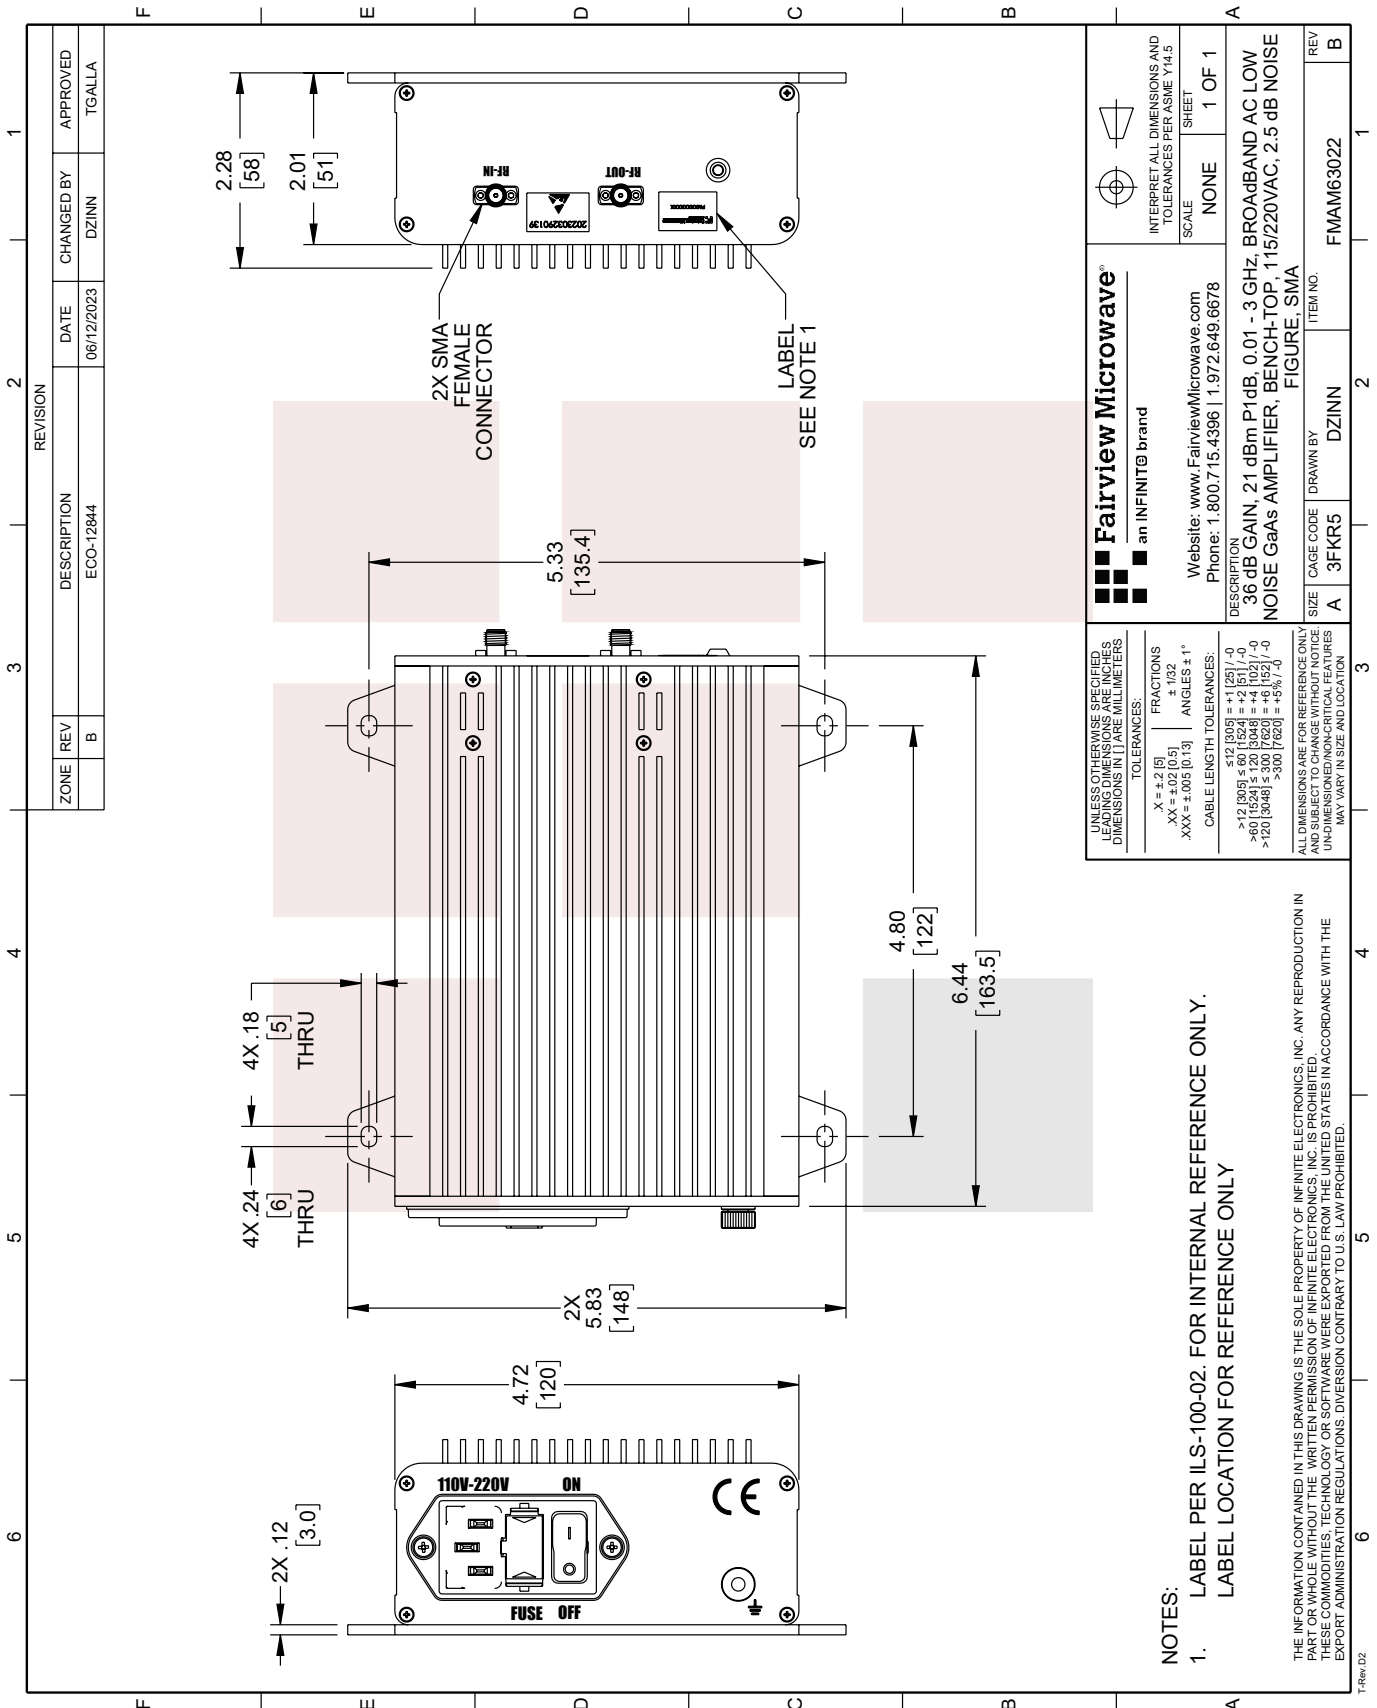 6
5
4
3
2
1
F
E
D
C
B
A
REVISION
ZONE
REV
DESCRIPTION
DATE
CHANGED BY
APPROVED
B
ECO-12844
06/12/2023
DZINN
TGALLA
2X .12
[3.0]
110V-220V
ON
FUSE
OFF
CE
4.72
[120]
2X
5.83
[148]
4X .24
[6]
THRU
4X .18
[5]
THRU
5.33
[135.4]
4.80
[122]
6.44
[163.5]
2.28
[58]
2.01
[51]
2X SMA
FEMALE
CONNECTOR
RF-IN
202303290139
RF-OUT
LABEL
SEE NOTE 1
NOTES:
1. LABEL PER ILS-100-02. FOR INTERNAL REFERENCE ONLY.
LABEL LOCATION FOR REFERENCE ONLY
THE INFORMATION CONTAINED IN THIS DRAWING IS THE SOLE PROPERTY OF INFINITE ELECTRONICS, INC. ANY REPRODUCTION IN
PART OR WHOLE WITHOUT THE WRITTEN PERMISSION OF INFINITE ELECTRONICS, INC. IS PROHIBITED.
THESE COMMODITIES, TECHNOLOGY OR SOFTWARE WERE EXPORTED FROM THE UNITED STATES IN ACCORDANCE WITH THE
EXPORT ADMINISTRATION REGULATIONS. DIVERSION CONTRARY TO U.S. LAW PROHIBITED.
UNLESS OTHERWISE SPECIFIED
LEADING DIMENSIONS ARE INCHES
DIMENSIONS IN [ ] ARE MILLIMETERS
TOLERANCES:
.X = ±.2 [5]
.XX = ±.02 [0.5]
.XXX = ±.005 [0.13]
FRACTIONS
± 1/32
ANGLES ± 1°
CABLE LENGTH TOLERANCES:
≤12 [305] = +1 [25] / -0
>12 [305] ≤ 60 [1524] = +2 [51] / -0
>60 [1524] ≤ 120 [3048] = +4 [102] / -0
>120 [3048] ≤ 300 [7620] = +6 [152] / -0
>300 [7620] = +5% / -0
ALL DIMENSIONS ARE FOR REFERENCE ONLY
AND SUBJECT TO CHANGE WITHOUT NOTICE.
UN-DIMENSIONED/NON-CRITICAL FEATURES
MAY VARY IN SIZE AND LOCATION
Fairview Microwave®
an INFINIT® brand
Website: www.FairviewMicrowave.com
Phone: 1.800.715.4396 | 1.972.649.6678
INTERPRET ALL DIMENSIONS AND
TOLERANCES PER ASME Y14.5
SCALE
NONE
SHEET
1 OF 1
DESCRIPTION
36 dB GAIN, 21 dBm P1dB, 0.01 - 3 GHz, BROAdBAND AC LOW
NOISE GaAs AMPLIFIER, BENCH-TOP, 115/220VAC, 2.5 dB NOISE
FIGURE, SMA
SIZE
A
CAGE CODE
3FKR5
DRAWN BY
DZINN
ITEM NO.
FMAM63022
REV
B
F
E
D
C
B
A
6
5
4
3
2
1
T-Rev.D2